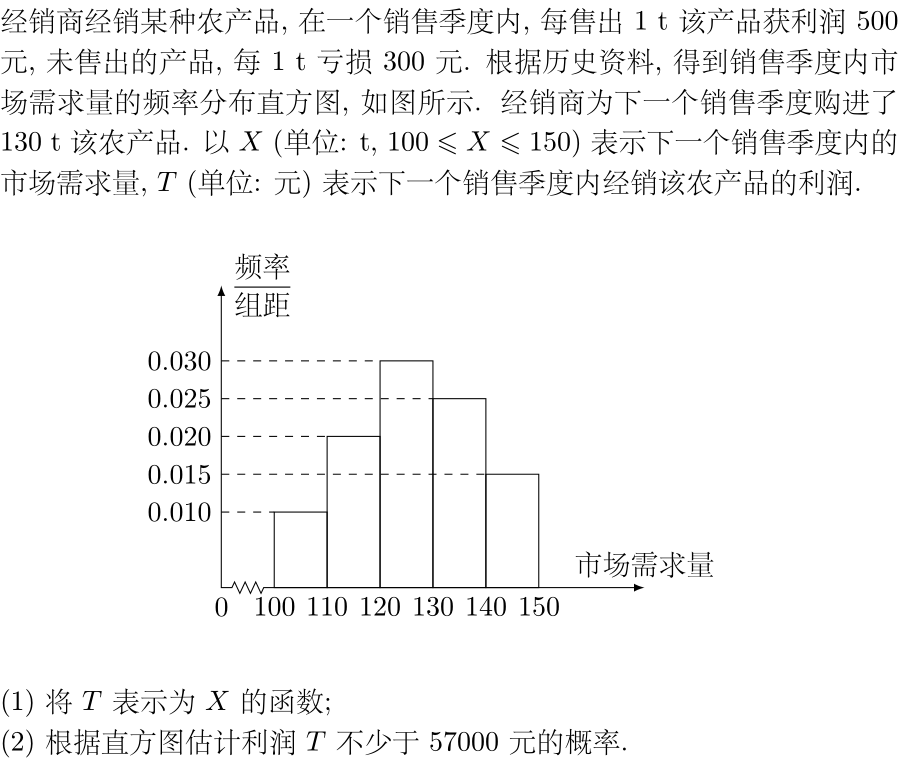 经销商经销某种农产品, 在一个销售季度内, 每售出 1 t 该产品获利润 500
元, 未售出的产品, 每 1 t 亏损 300 元. 根据历史资料, 得到销售季度内市
场需求量的频率分布直方图, 如图所示. 经销商为下一个销售季度购进了
130 t 该农产品. 以 X (单位: t, 100 ⩽ X ⩽ 150) 表示下一个销售季度内的
市场需求量, T (单位: 元) 表示下一个销售季度内经销该农产品的利润.
频率
组距
0.030
0.025
0.020
0.015
0.010
市场需求量
0 100 110 120 130 140 150
(1) 将 T 表示为 X 的函数;
(2) 根据直方图估计利润 T 不少于 57000 元的概率.